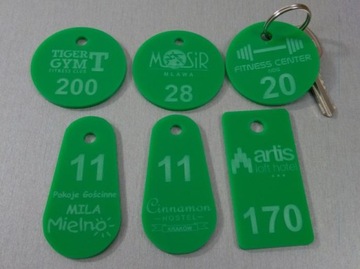 TIGER
GYM T
FITNESS CLUB
200
MOSiR
MŁAWA
28
FITNESS CENTER
20
11
Pokoje Gościnne
MILA
Mielno
11
Cinnamon
HOSTEL
KRAKÓW
artis
loft hotel
170